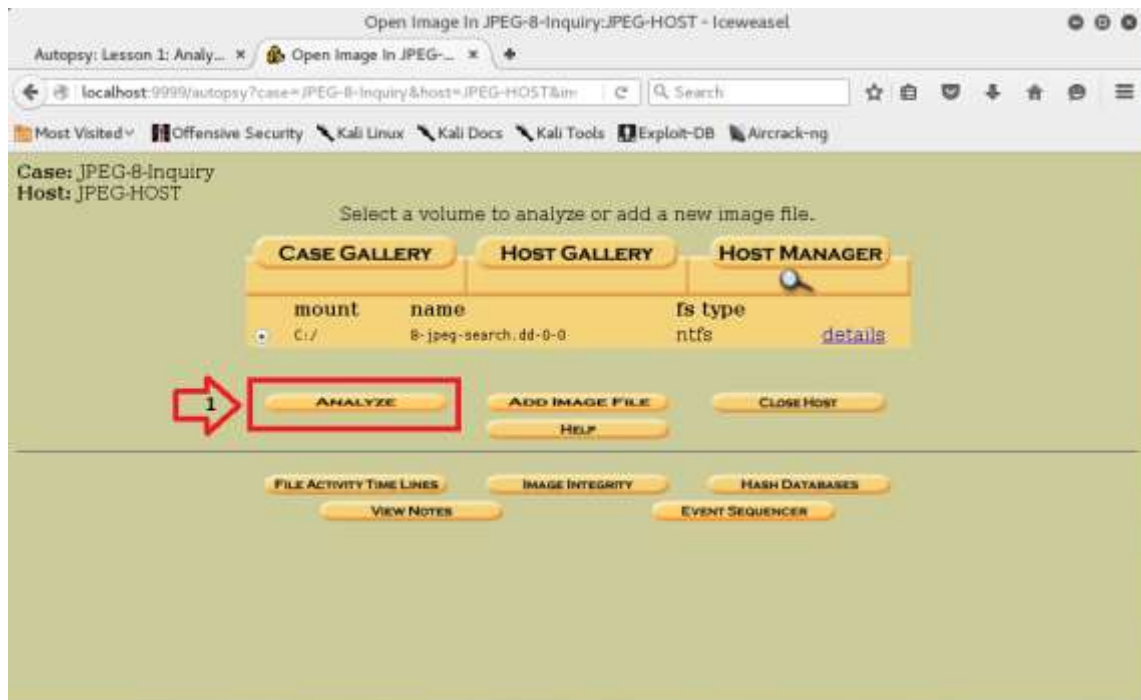 Open Image In JPEG-8-Inquiry:JPEG-HOST - Iceweasel
Autopsy: Lesson 1: Analy... × Open Image In JPEG-... ×
localhost:9999/autopsy?case=JPEG-8-Inquiry&host=JPEG-HOST&im Search
Most Visited Offensive Security Kali Linux Kali Docs Kali Tools Exploit-DB Aircrack-ng
Case: JPEG-8-Inquiry
Host: JPEG-HOST
Select a volume to analyze or add a new image file.
CASE GALLERY HOST GALLERY HOST MANAGER
mount name fs type
C:/ 8-jpeg-search.dd-0-0 ntfs details
1 ANALYZE ADD IMAGE FILE CLOSE HOST
HELP
FILE ACTIVITY TIME LINES IMAGE INTEGRITY HASH DATABASES
VIEW NOTES EVENT SEQUENCER